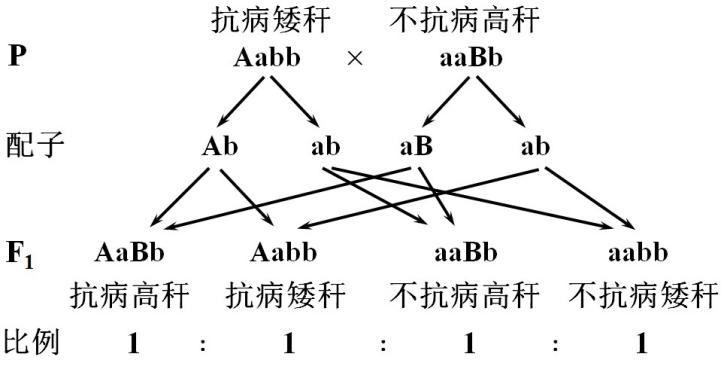 抗病矮秆 不抗病高秆
P Aabb × aaBb
配子 Ab ab aB ab
F₁ AaBb Aabb aaBb aabb
抗病高秆 抗病矮秆 不抗病高秆 不抗病矮秆
比例 1 : 1 : 1 : 1